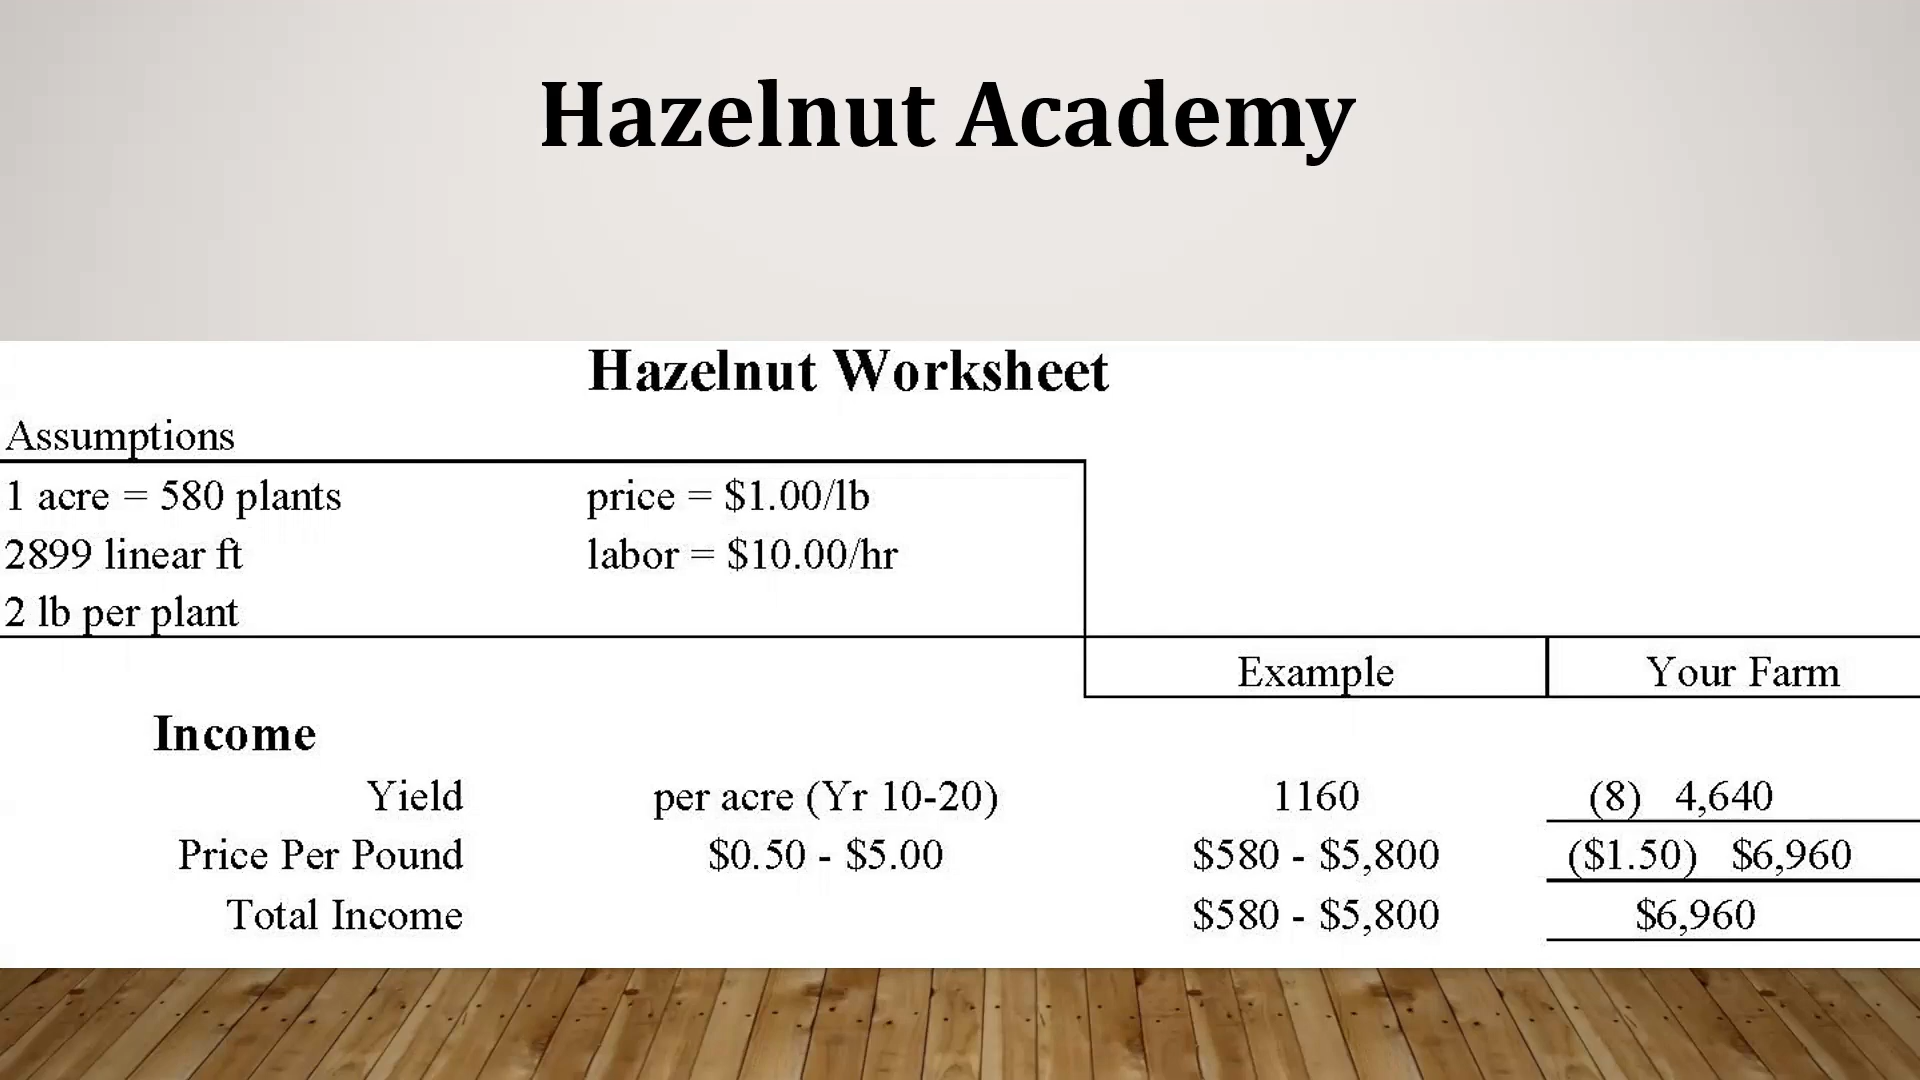 Hazelnut Academy
Hazelnut Worksheet
Assumptions
1 acre = 580 plants price = $1.00/lb
2899 linear ft labor = $10.00/hr
2 lb per plant
Example Your Farm
Income
Yield per acre (Yr 10-20) 1160 (8) 4,640
Price Per Pound $0.50 - $5.00 $580 - $5,800 ($1.50) $6,960
Total Income $580 - $5,800 $6,960